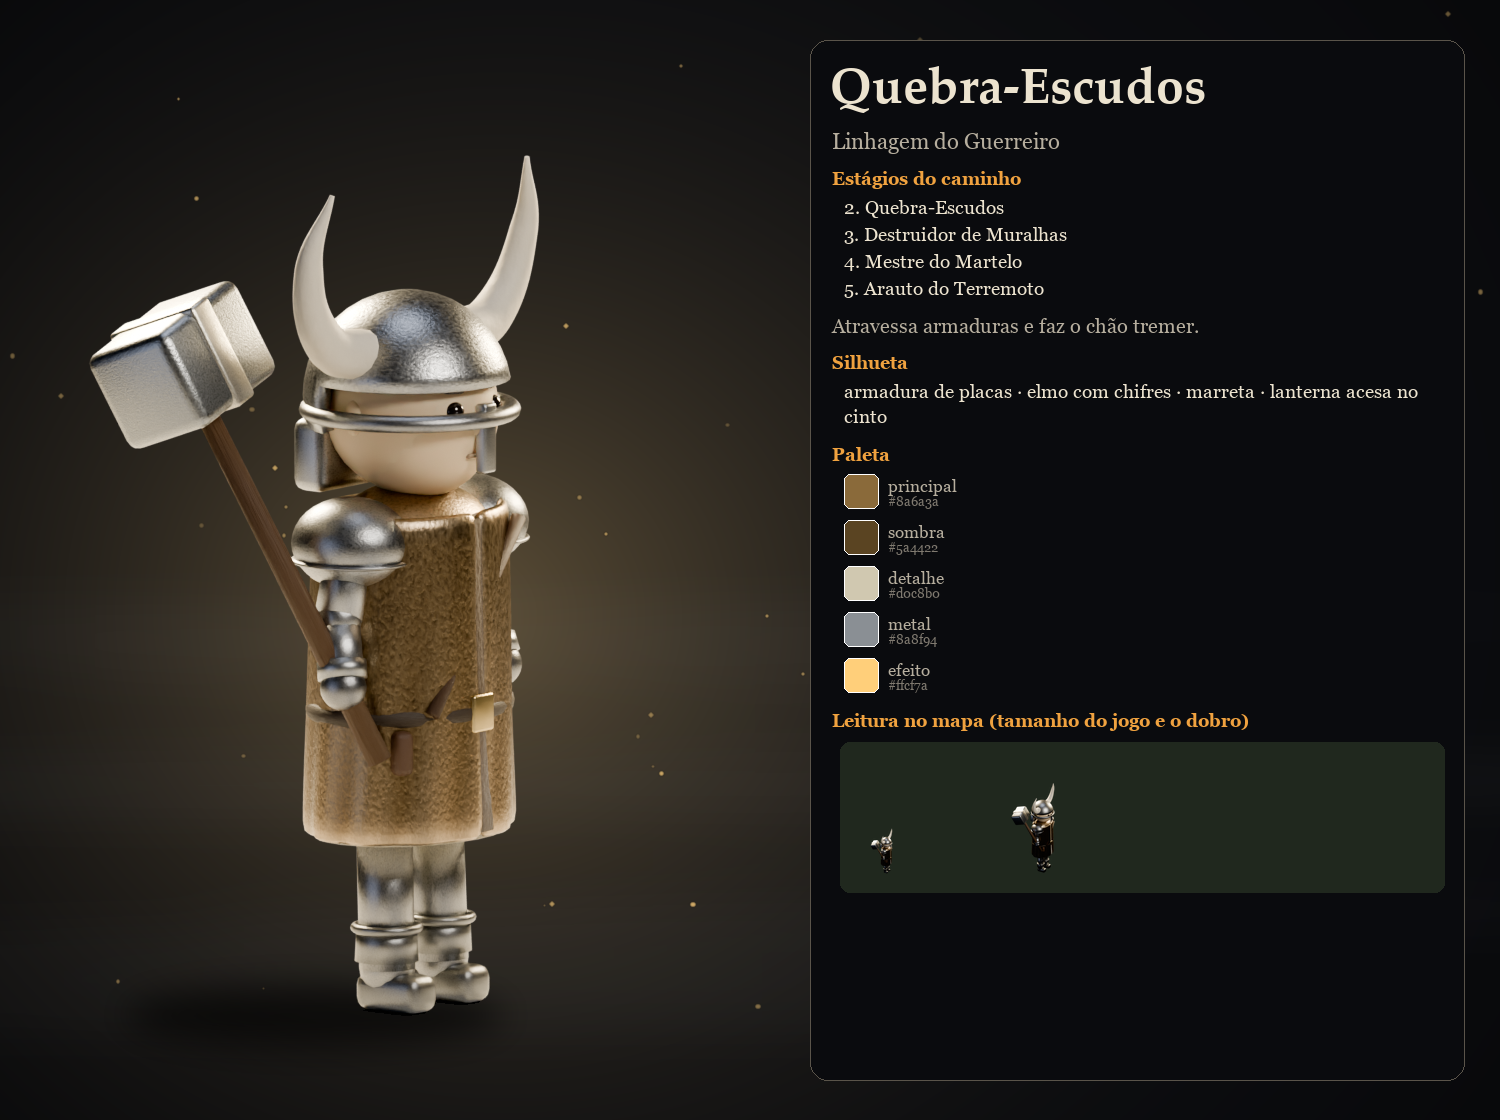 Quebra-Escudos
Linhagem do Guerreiro
Estágios do caminho
2. Quebra-Escudos
3. Destruidor de Muralhas
4. Mestre do Martelo
5. Arauto do Terremoto
Atravessa armaduras e faz o chão tremer.
Silhueta
armadura de placas · elmo com chifres · marreta · lanterna acesa no
cinto
Paleta
principal
#8a6a3a
sombra
#5a4422
detalhe
#d0c8b0
metal
#8a8f94
efeito
#ffcf7a
Leitura no mapa (tamanho do jogo e o dobro)